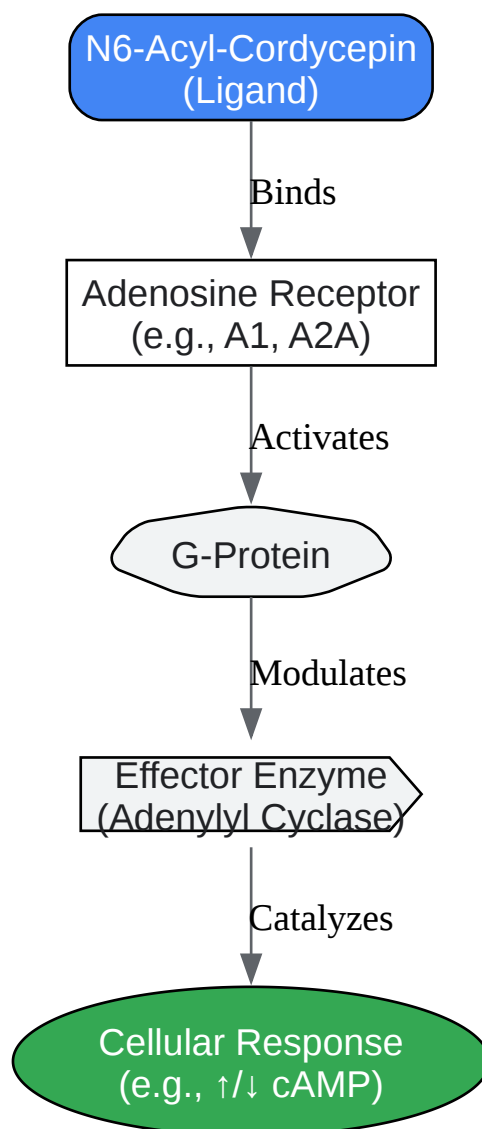 N6-Acyl-Cordycepin
(Ligand)
Binds
Adenosine Receptor
(e.g., A1, A2A)
Activates
G-Protein
Modulates
Effector Enzyme
(Adenylyl Cyclase)
Catalyzes
Cellular Response
(e.g., ↑/↓ cAMP)